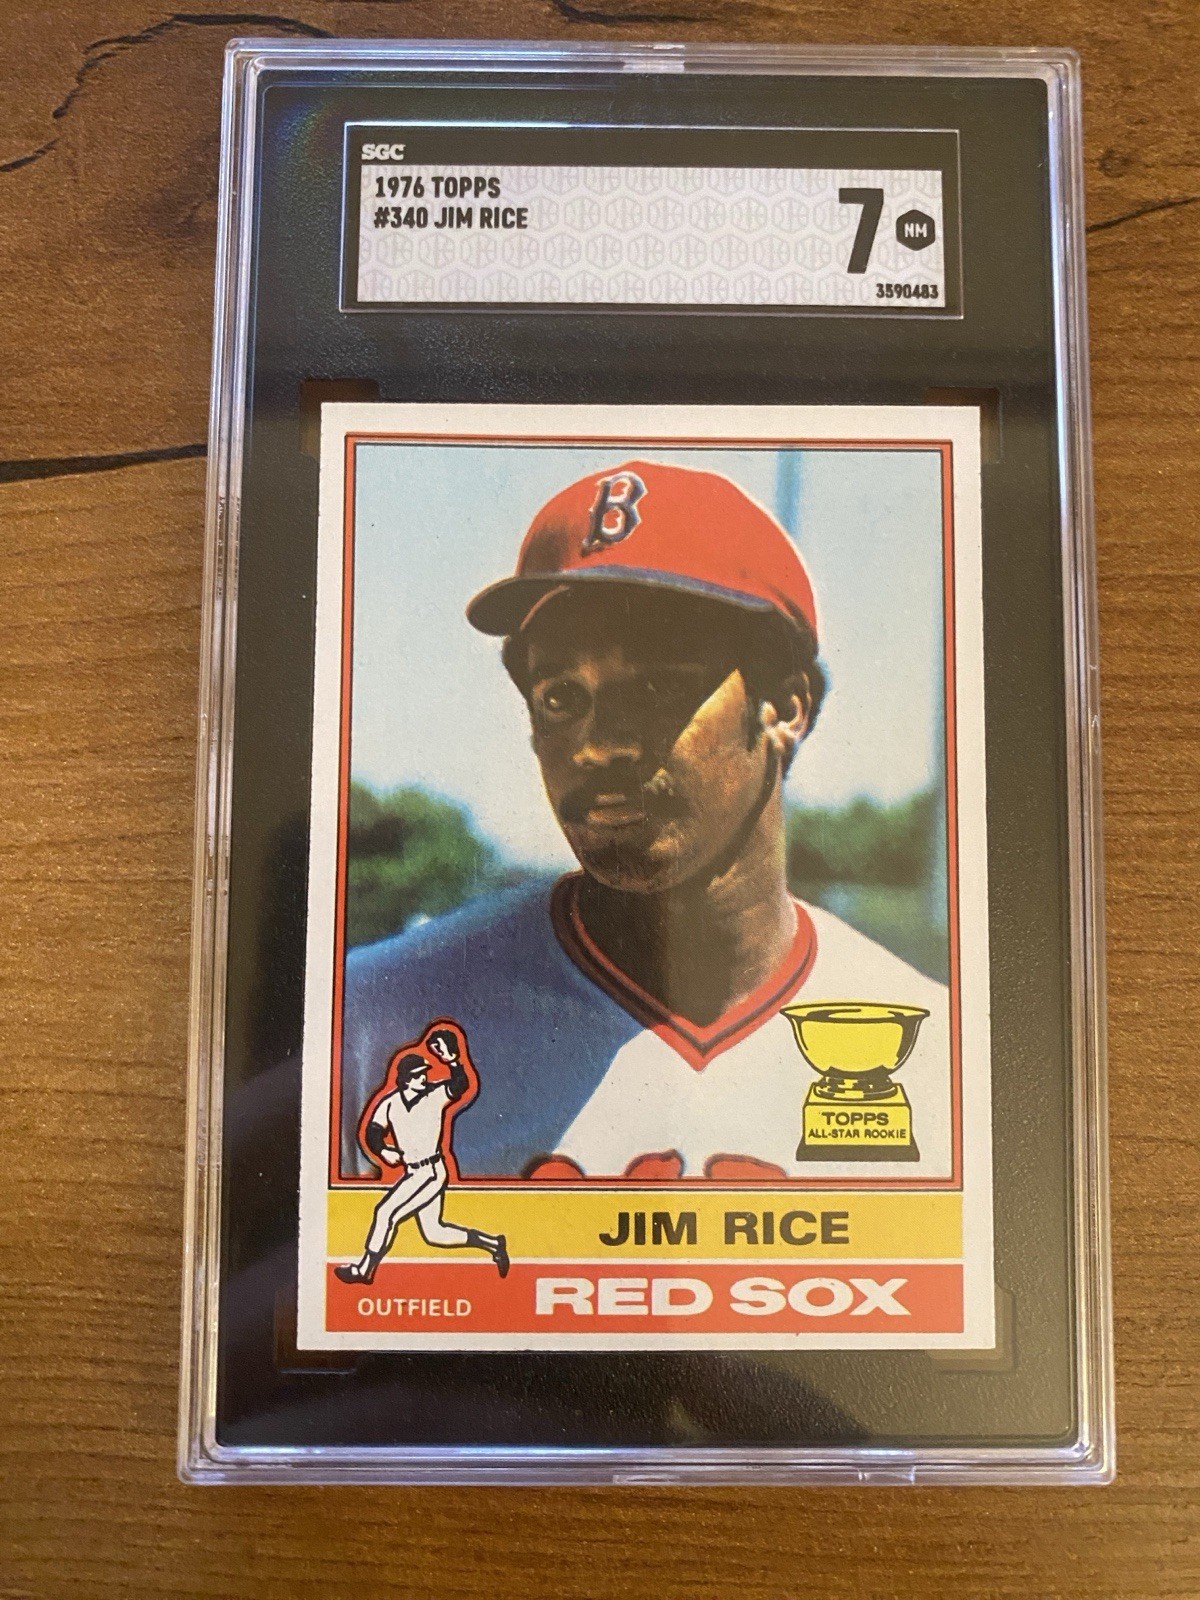 SGC
1976 TOPPS
#340 JIM RICE
7
NM
3590483
B
TOPPS
ALL-STAR ROOKIE
JIM RICE
OUTFIELD
RED SOX